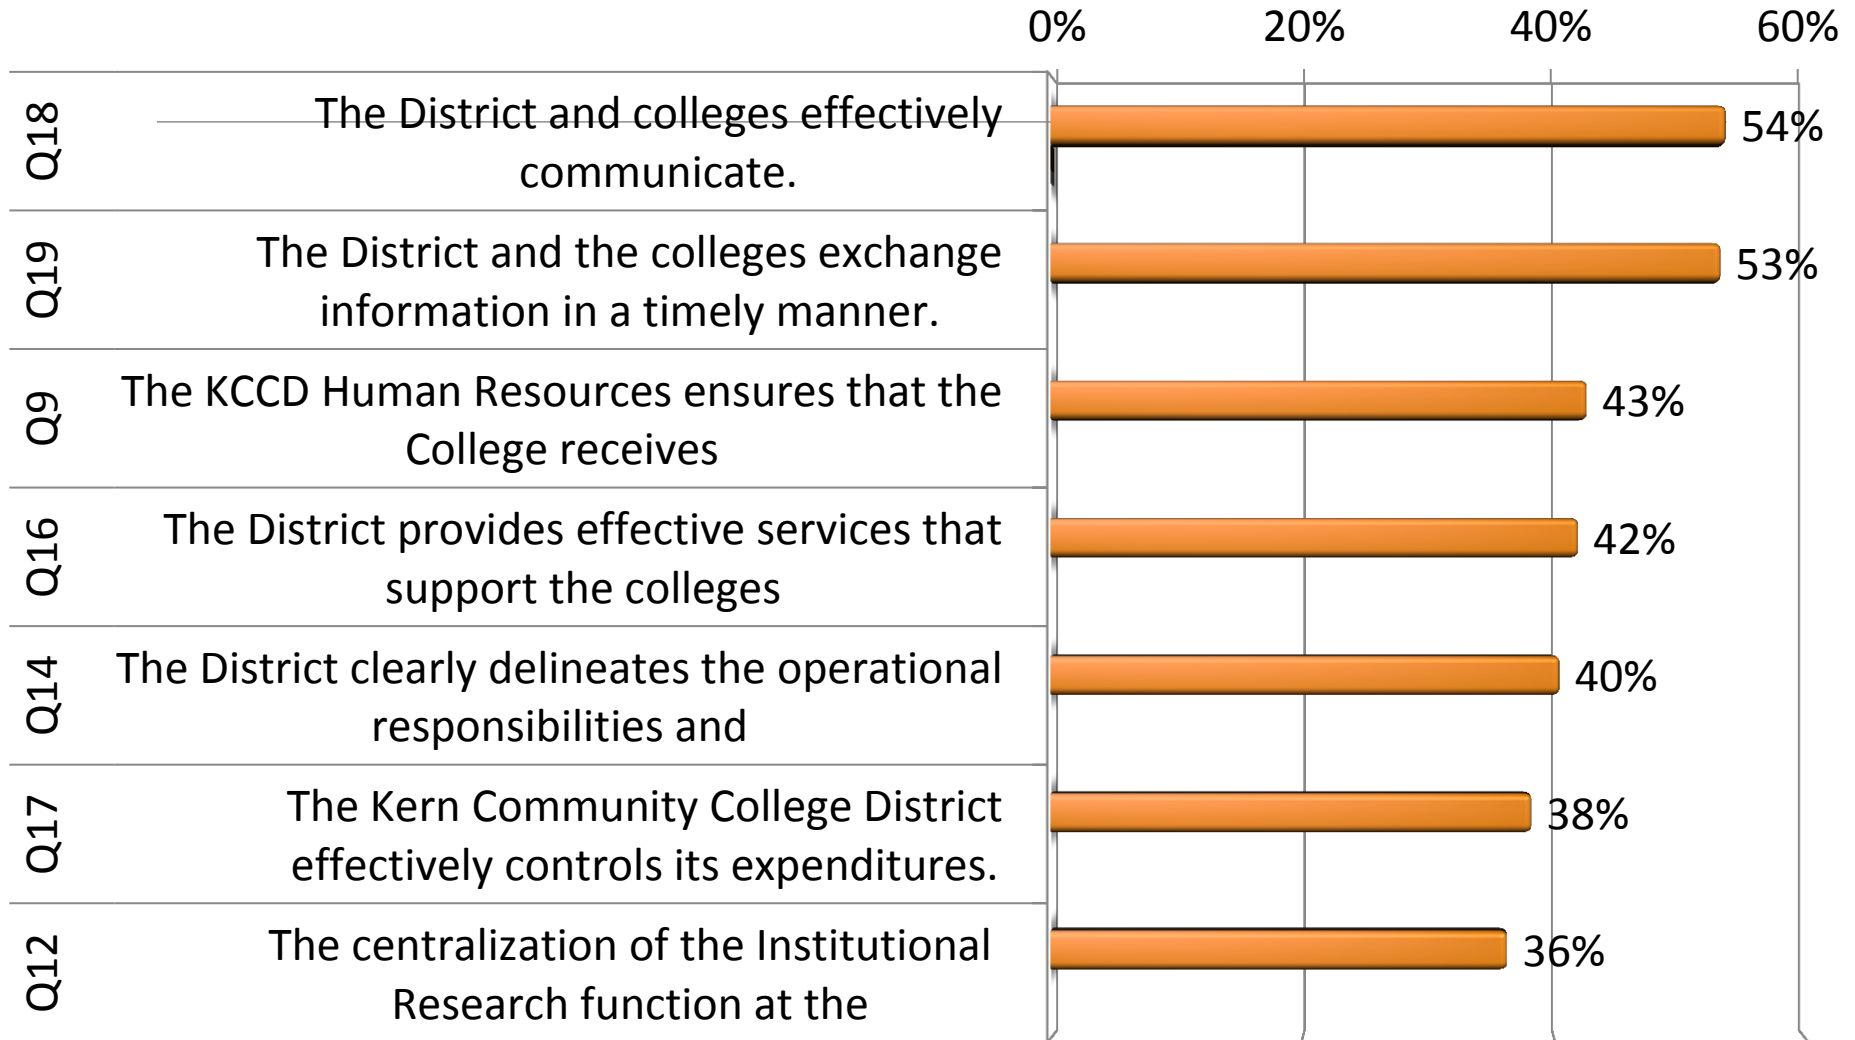 0% 20% 40% 60%
Q18 The District and colleges effectively 54%
communicate.
Q19 The District and the colleges exchange 53%
information in a timely manner.
Q9 The KCCD Human Resources ensures that the 43%
College receives
Q16 The District provides effective services that 42%
support the colleges
Q14 The District clearly delineates the operational 40%
responsibilities and
Q17 The Kern Community College District 38%
effectively controls its expenditures.
Q12 The centralization of the Institutional 36%
Research function at the